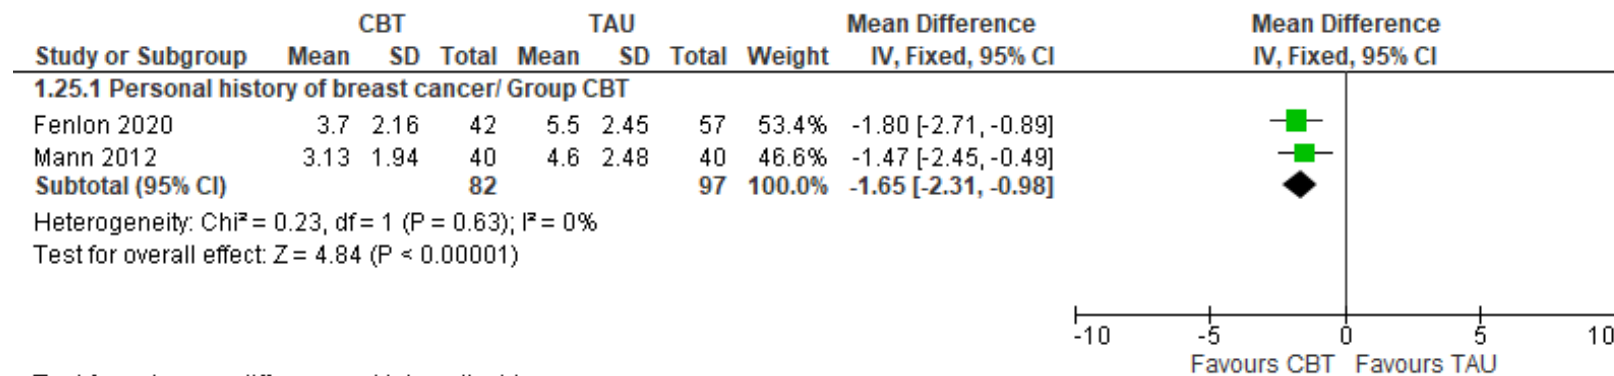 CBT TAU Mean Difference Mean Difference
Study or Subgroup Mean SD Total Mean SD Total Weight IV, Fixed, 95% CI IV, Fixed, 95% CI
1.25.1 Personal history of breast cancer/ Group CBT
Fenlon 2020 3.7 2.16 42 5.5 2.45 57 53.4% -1.80 [-2.71, -0.89]
Mann 2012 3.13 1.94 40 4.6 2.48 40 46.6% -1.47 [-2.45, -0.49]
Subtotal (95% CI) 82 97 100.0% -1.65 [-2.31, -0.98]
Heterogeneity: Chi² = 0.23, df = 1 (P = 0.63); I² = 0%
Test for overall effect: Z = 4.84 (P < 0.00001)
-10 -5 0 5 10
Favours CBT Favours TAU